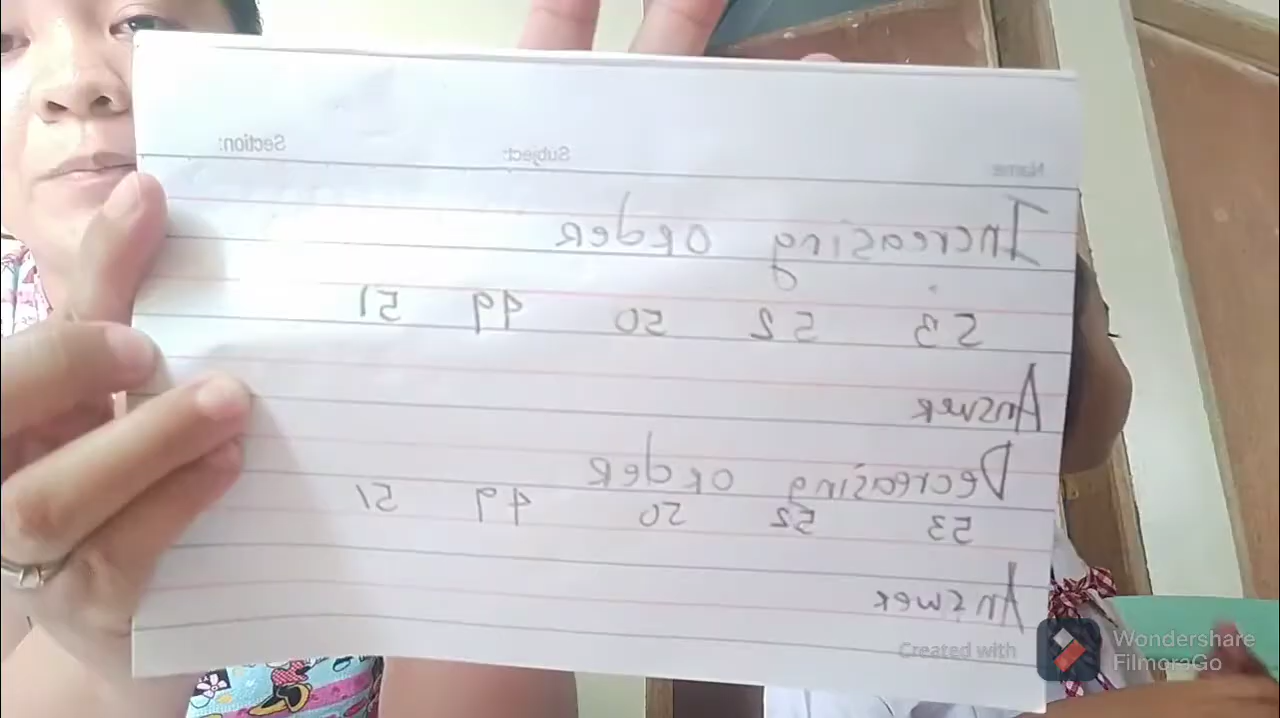 Name: Subject: Section:
Increasing order
53 52 50 49 51
Answer
Decreasing order
53 52 50 49 51
Answer
Created with
Wondershare
FilmoraGo